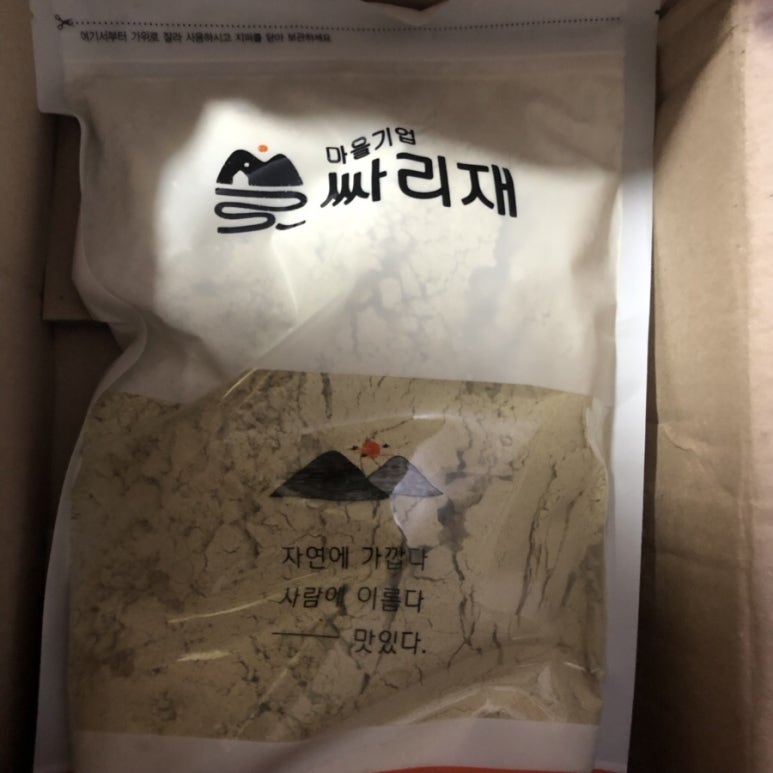 여기부터 가위로 잘라 사용하시고 지퍼를 닫아 보관하세요
마을기업
싸리재
자연에 가깝다
사람에 이롭다
맛있다.